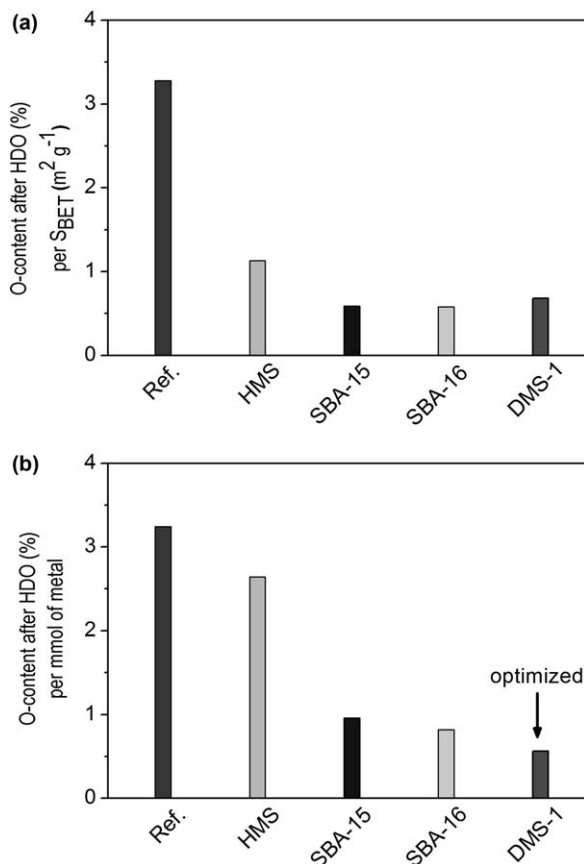 (a)
O-content after HDO (%)
per S_BET (m² g⁻¹)
4
3
2
1
0
Ref.
HMS
SBA-15
SBA-16
DMS-1
(b)
O-content after HDO (%)
per mmol of metal
4
3
2
1
0
optimized
Ref.
HMS
SBA-15
SBA-16
DMS-1